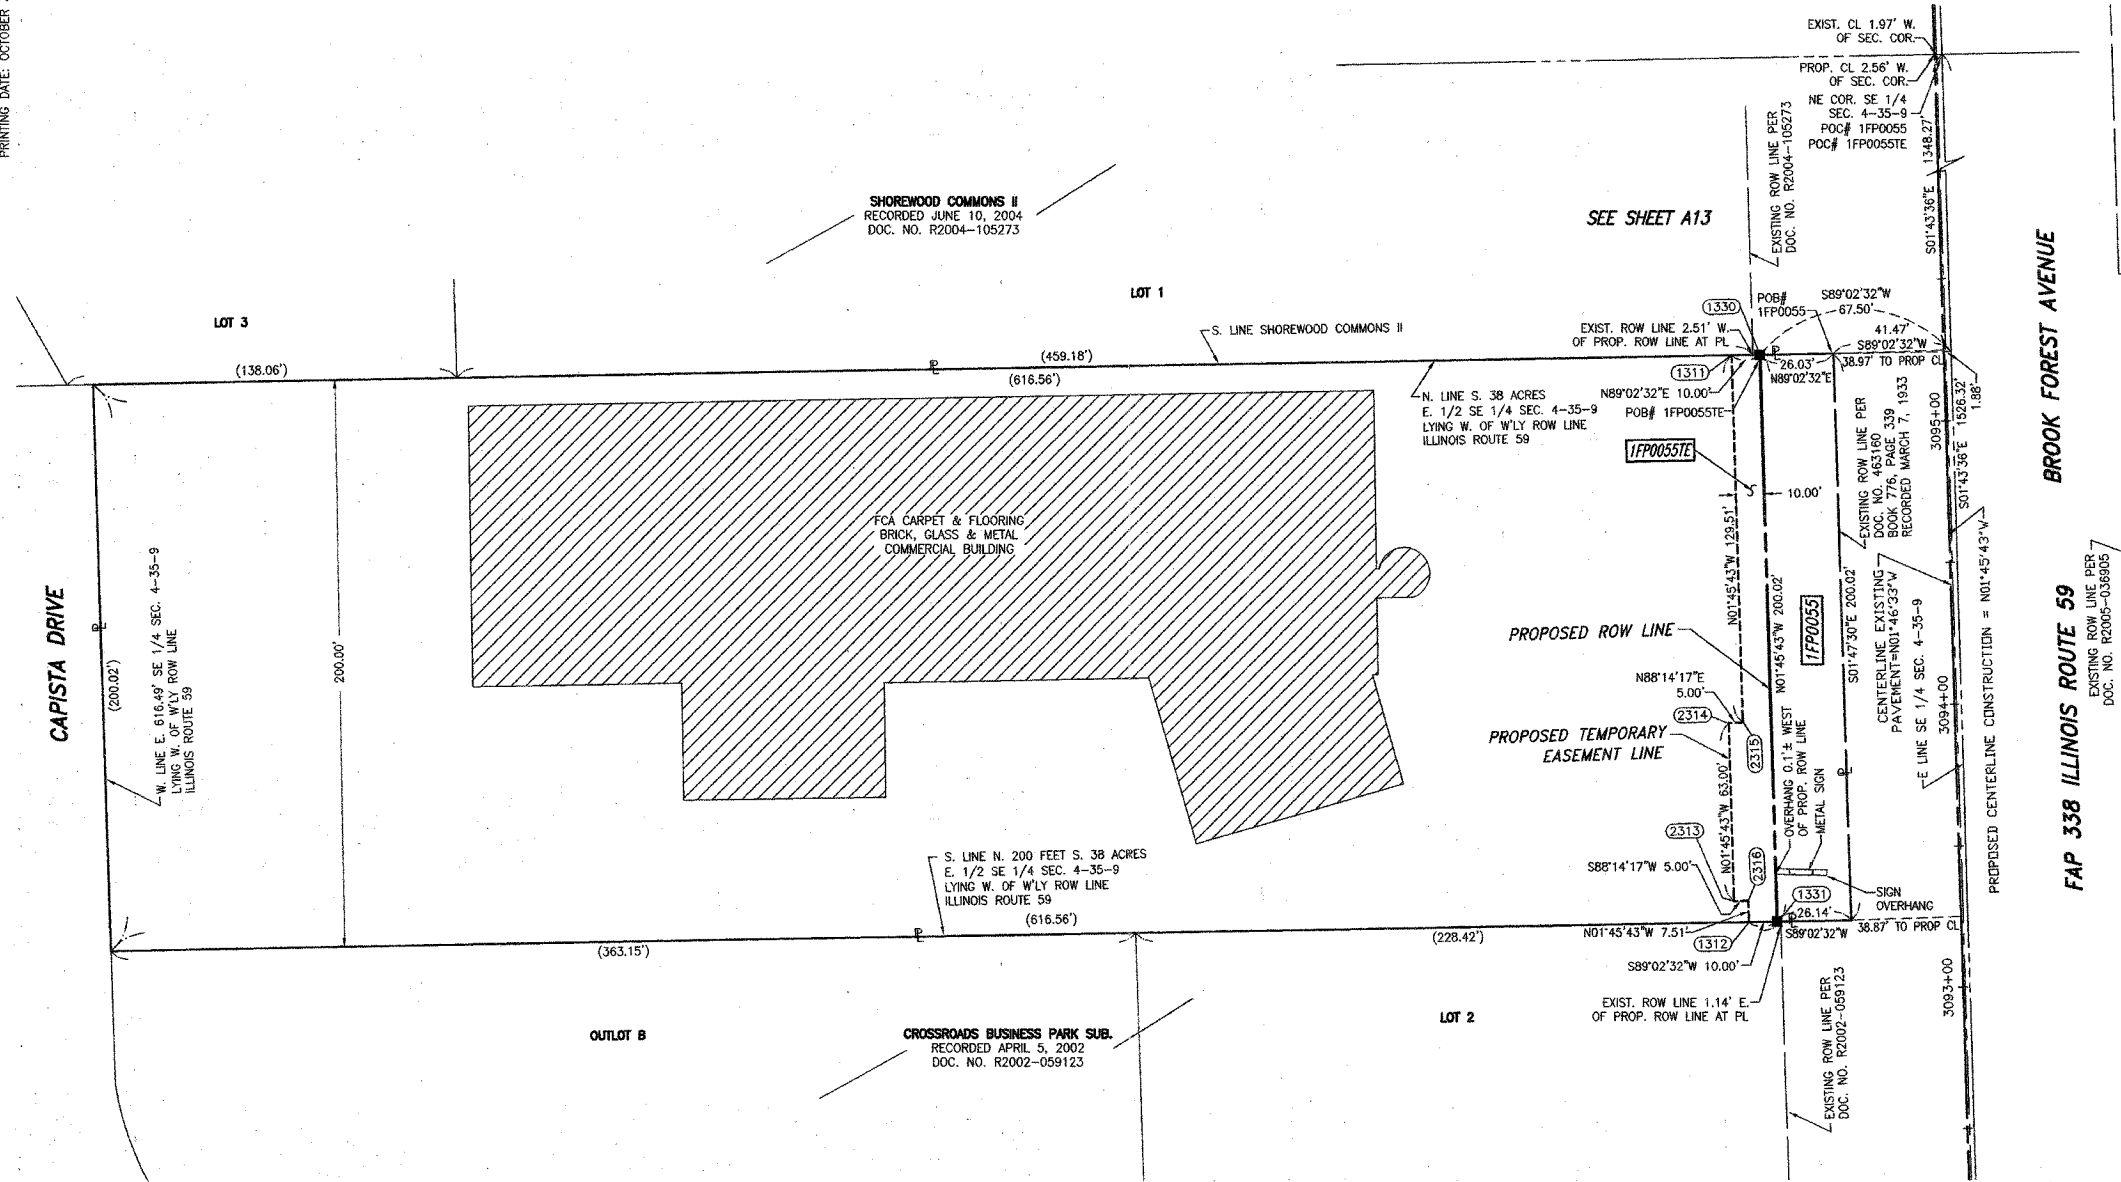 PRINTING DATE: OCTOBER
EXIST. CL 1.97' W.
OF SEC. COR.
PROP. CL 2.56' W.
OF SEC. COR.
NE COR. SE 1/4
SEC. 4-35-9
POC# 1FP0055
POC# 1FP0055TE
S01°43'36"E 1348.27'
EXISTING ROW LINE PER
DOC. NO. R2004-105273
SHOREWOOD COMMONS II
RECORDED JUNE 10, 2004
DOC. NO. R2004-105273
SEE SHEET A13
BROOK FOREST AVENUE
LOT 3
LOT 1
S. LINE SHOREWOOD COMMONS II
1330
POB#
1FP0055
S89°02'32"W
67.50'
EXIST. ROW LINE 2.51' W.
OF PROP. ROW LINE AT PL
41.47'
S89°02'32"W
38.97' TO PROP CL
(138.06')
(459.18')
(616.56')
1311
26.03'
N89°02'32"E
N89°02'32"E 10.00'
POB# 1FP0055TE
N. LINE S. 38 ACRES
E. 1/2 SE 1/4 SEC. 4-35-9
LYING W. OF W'LY ROW LINE
ILLINOIS ROUTE 59
1FP0055TE
10.00'
EXISTING ROW LINE PER
DOC. NO. 463160
BOOK 776, PAGE 339
RECORDED MARCH 7, 1933
3095+00
S01°43'36"E 1526.32'
1.88'
FCA CARPET & FLOORING
BRICK, GLASS & METAL
COMMERCIAL BUILDING
N01°45'43"W 129.51'
CAPISTA DRIVE
(200.02')
W. LINE E. 616.49' SE 1/4 SEC. 4-35-9
LYING W. OF W'LY ROW LINE
ILLINOIS ROUTE 59
200.00'
PROPOSED ROW LINE
N01°45'43"W 200.02'
1FP0055
S01°47'30"E 200.02'
CENTERLINE EXISTING
PAVEMENT=N01°46'33"W
E LINE SE 1/4 SEC. 4-35-9
3094+00
PROPOSED CENTERLINE CONSTRUCTION = N01°45'43"W
FAP 338 ILLINOIS ROUTE 59
EXISTING ROW LINE PER
DOC. NO. R2005-036905
N88°14'17"E
5.00'
2314
2315
PROPOSED TEMPORARY
EASEMENT LINE
N01°45'43"W 63.00'
OVERHANG 0.1'± WEST
OF PROP. ROW LINE
METAL SIGN
2313
2316
S88°14'17"W 5.00'
S. LINE N. 200 FEET S. 38 ACRES
E. 1/2 SE 1/4 SEC. 4-35-9
LYING W. OF W'LY ROW LINE
ILLINOIS ROUTE 59
(616.56')
1331
SIGN
OVERHANG
26.14'
S89°02'32"W
38.87' TO PROP CL
N01°45'43"W 7.51'
1312
S89°02'32"W 10.00'
(363.15')
(228.42')
EXIST. ROW LINE 1.14' E.
OF PROP. ROW LINE AT PL
3093+00
EXISTING ROW LINE PER
DOC. NO. R2002-059123
OUTLOT B
CROSSROADS BUSINESS PARK SUB.
RECORDED APRIL 5, 2002
DOC. NO. R2002-059123
LOT 2